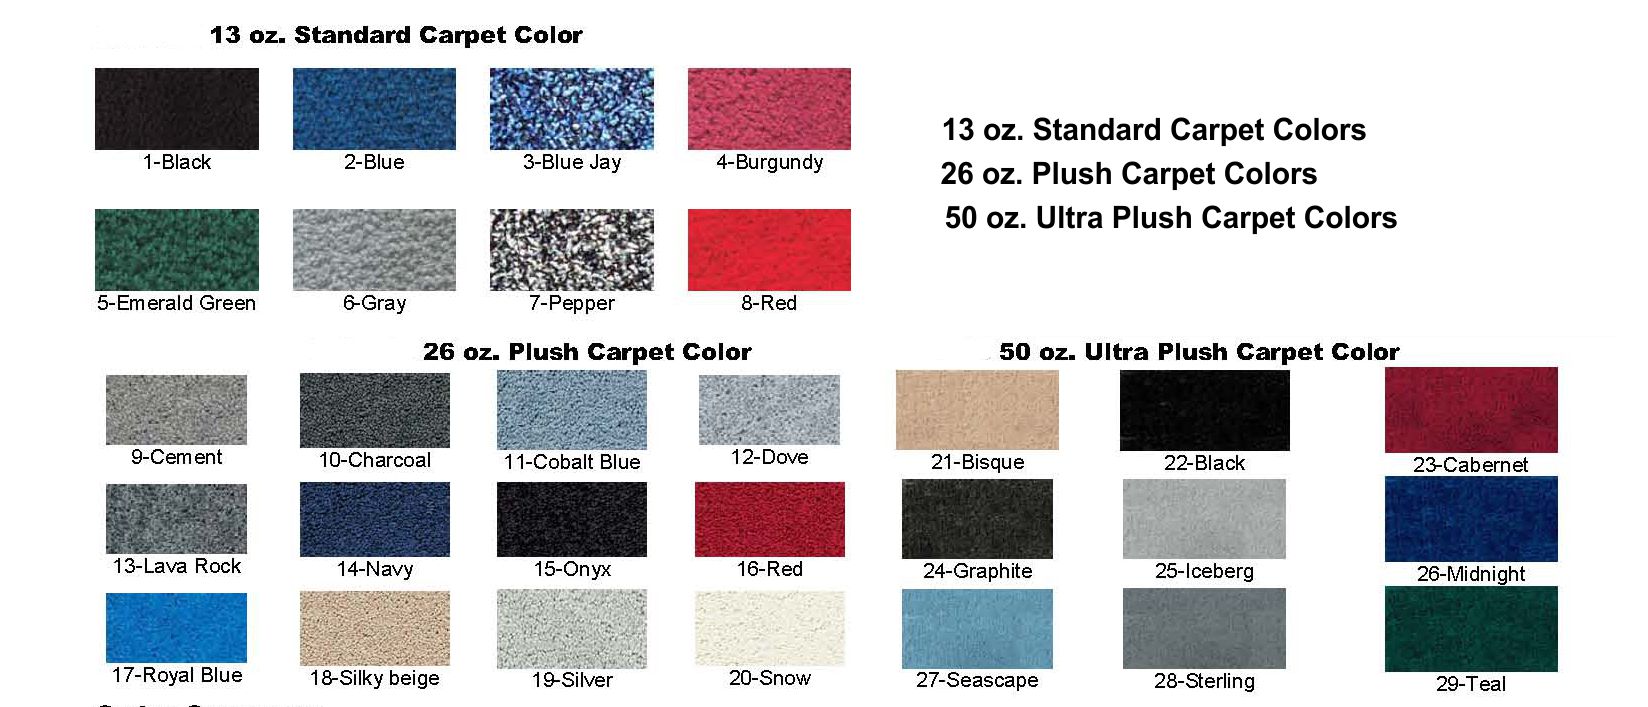 13 oz. Standard Carpet Color
1-Black 2-Blue 3-Blue Jay 4-Burgundy
13 oz. Standard Carpet Colors
26 oz. Plush Carpet Colors
50 oz. Ultra Plush Carpet Colors
5-Emerald Green 6-Gray 7-Pepper 8-Red
26 oz. Plush Carpet Color
9-Cement 10-Charcoal 11-Cobalt Blue 12-Dove
13-Lava Rock 14-Navy 15-Onyx 16-Red
17-Royal Blue 18-Silky beige 19-Silver 20-Snow
50 oz. Ultra Plush Carpet Color
21-Bisque 22-Black 23-Cabernet
24-Graphite 25-Iceberg 26-Midnight
27-Seascape 28-Sterling 29-Teal